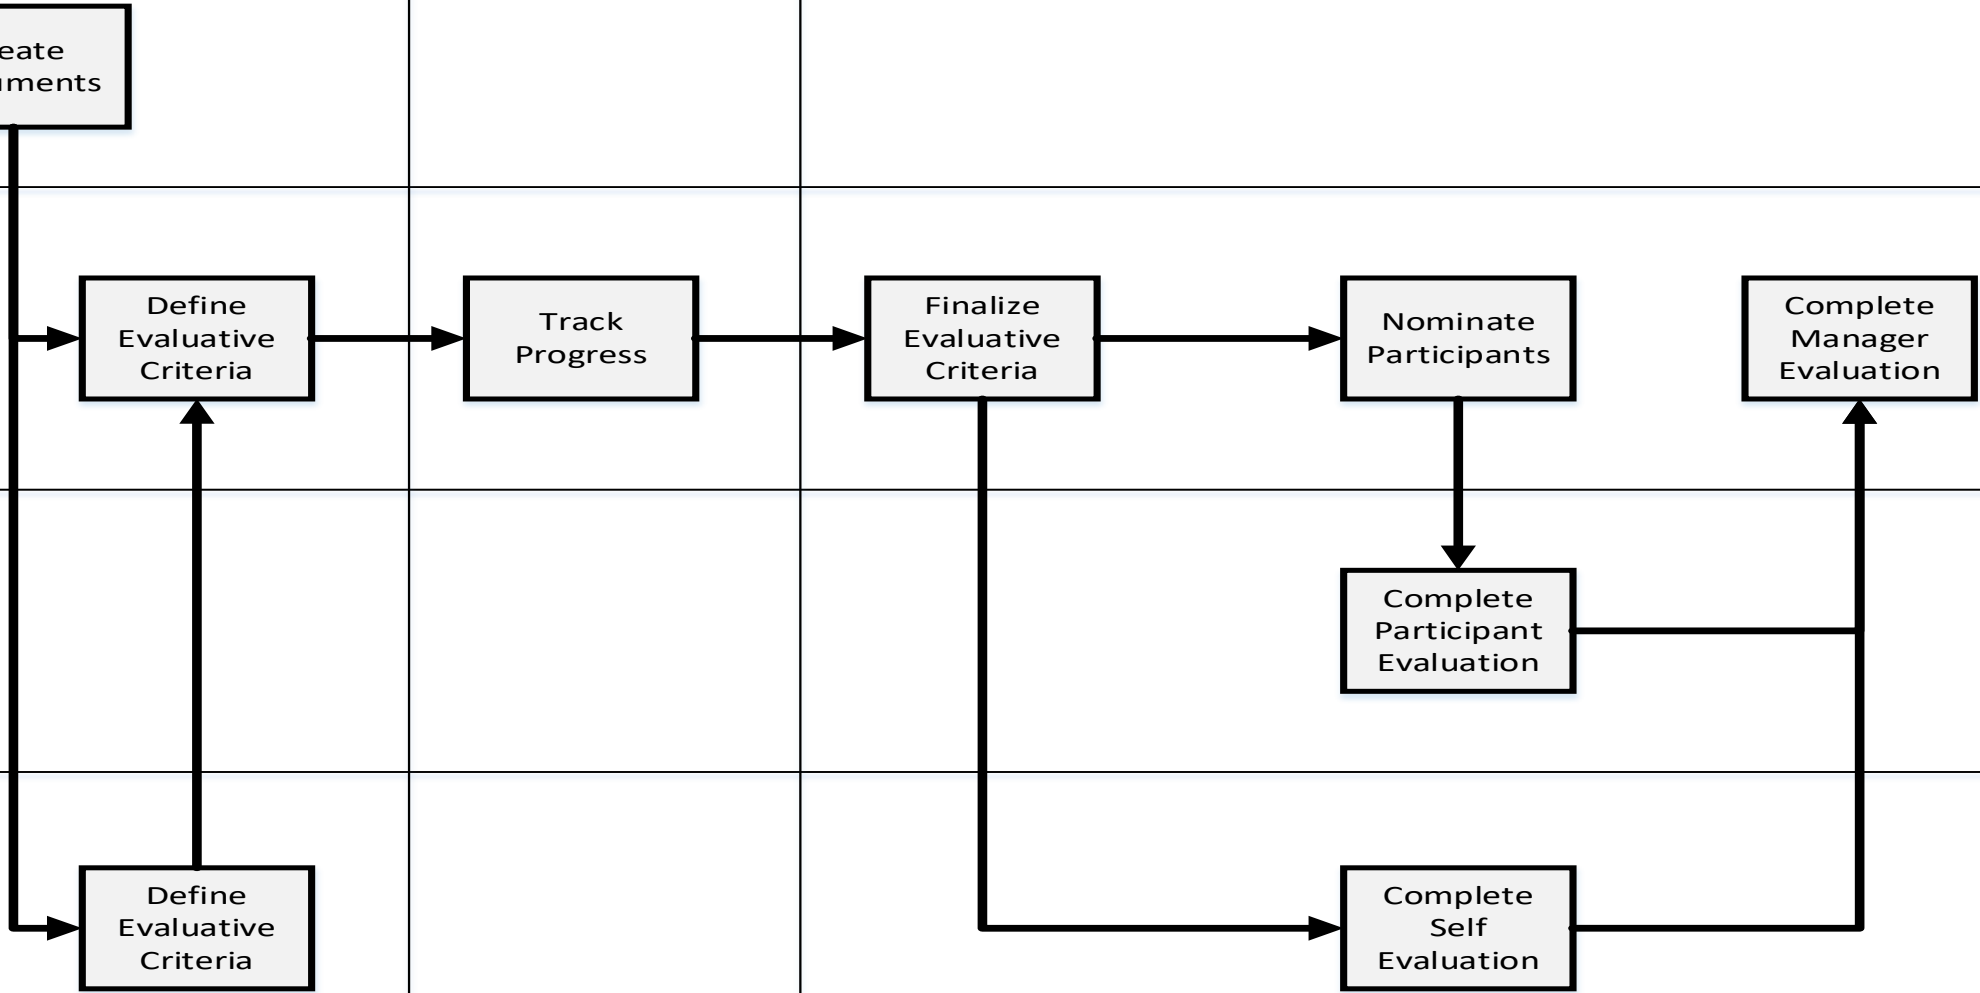 eate
ments
Define
Evaluative
Criteria
Track
Progress
Finalize
Evaluative
Criteria
Nominate
Participants
Complete
Manager
Evaluation
Complete
Participant
Evaluation
Define
Evaluative
Criteria
Complete
Self
Evaluation